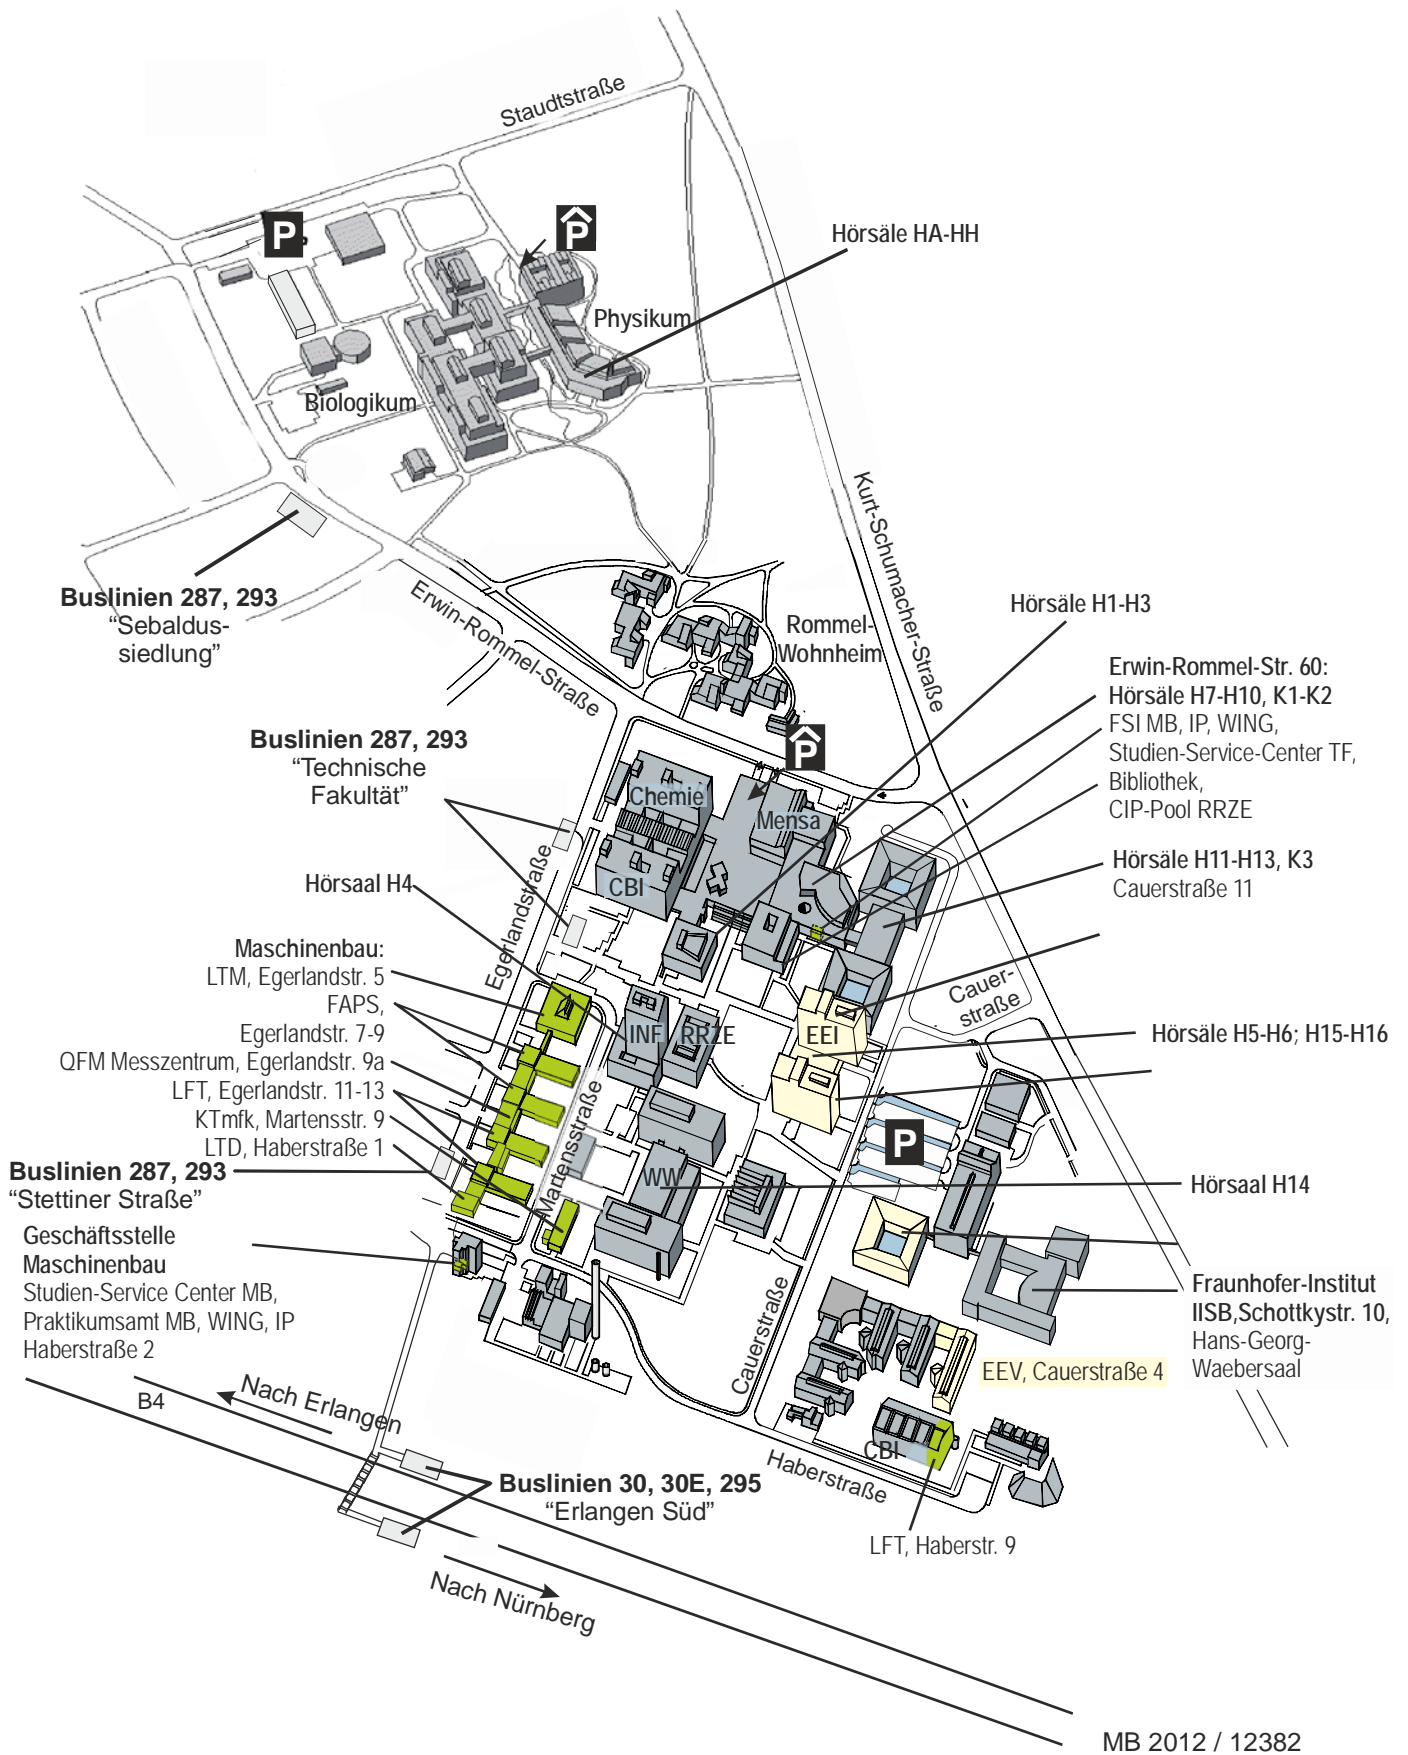 Staudtstraße
P
P
Hörsäle HA-HH
Physikum
Biologikum
Kurt-Schumacher-Straße
Buslinien 287, 293
“Sebaldus-
siedlung”
Erwin-Rommel-Straße
Rommel-
Wohnheim
Hörsäle H1-H3
Erwin-Rommel-Str. 60:
Hörsäle H7-H10, K1-K2
FSI MB, IP, WING,
Studien-Service-Center TF,
Bibliothek,
CIP-Pool RRZE
Buslinien 287, 293
“Technische
Fakultät”
P
Chemie
Mensa
CBI
Hörsäle H11-H13, K3
Cauerstraße 11
Egerlandstraße
Hörsaal H4
Maschinenbau:
LTM, Egerlandstr. 5
FAPS,
Egerlandstr. 7-9
QFM Messzentrum, Egerlandstr. 9a
LFT, Egerlandstr. 11-13
KTmfk, Martensstr. 9
LTD, Haberstraße 1
INF
RRZE
EEI
Cauer-
straße
Hörsäle H5-H6; H15-H16
Martensstraße
P
Buslinien 287, 293
“Stettiner Straße”
WW
Hörsaal H14
Geschäftsstelle
Maschinenbau
Studien-Service Center MB,
Praktikumsamt MB, WING, IP
Haberstraße 2
Cauerstraße
Fraunhofer-Institut
IISB,Schottkystr. 10,
Hans-Georg-
Waebersaal
EEV, Cauerstraße 4
B4
Nach Erlangen
CBI
Haberstraße
Buslinien 30, 30E, 295
“Erlangen Süd”
LFT, Haberstr. 9
Nach Nürnberg
MB 2012 / 12382